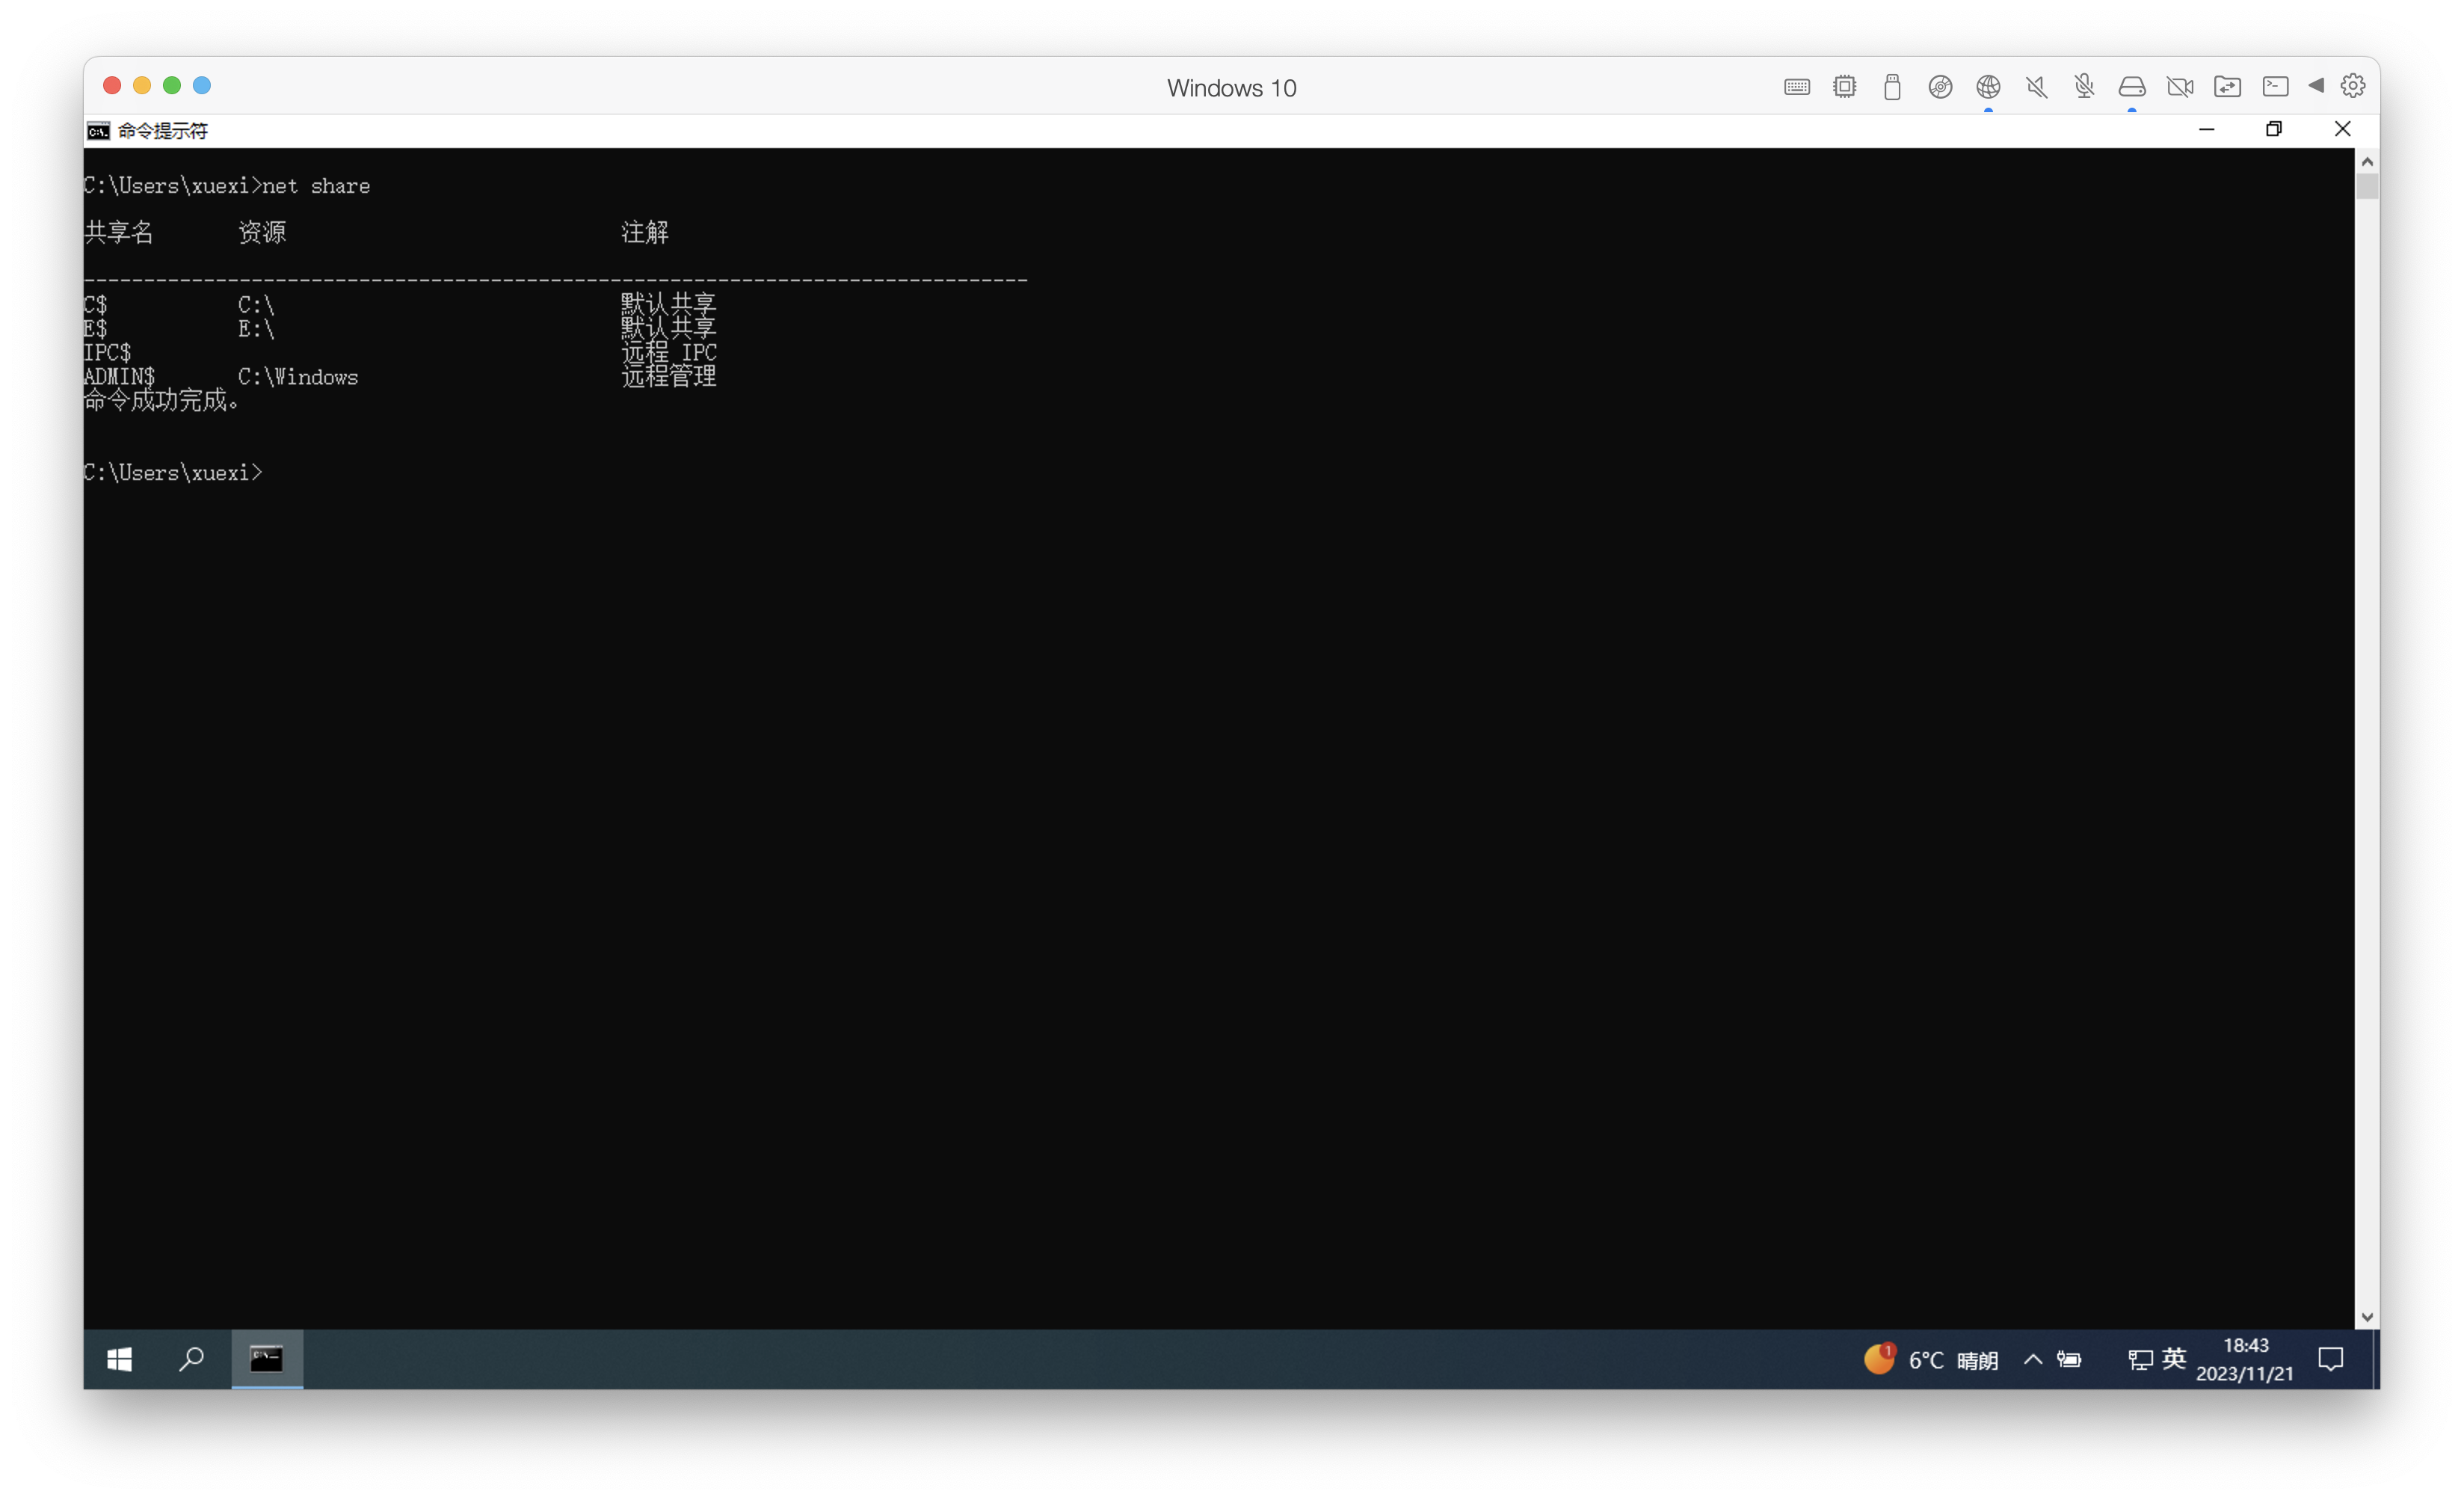 Windows 10
命令提示符
C:\Users\xuexi>net share
共享名 资源 注解
-------------------------------------------------------------------------------
C$ C:\ 默认共享
E$ E:\ 默认共享
IPC$ 远程 IPC
ADMIN$ C:\Windows 远程管理
命令成功完成。
C:\Users\xuexi>
1 6°C 晴朗 英 18:43
2023/11/21